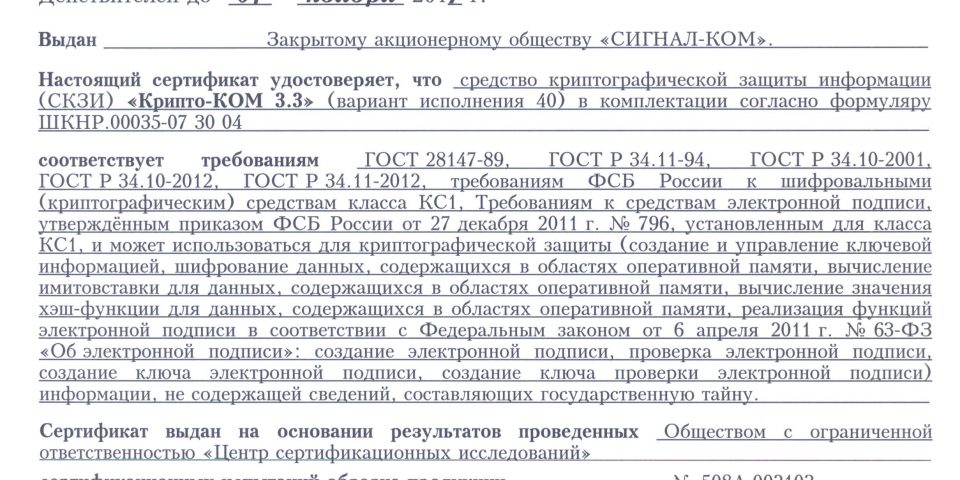 Выдан Закрытому акционерному обществу «СИГНАЛ-КОМ».
Настоящий сертификат удостоверяет, что средство криптографической защиты информации
(СКЗИ) «Крипто-КОМ 3.3» (вариант исполнения 40) в комплектации согласно формуляру
ШКНР.00035-07 30 04
соответствует требованиям ГОСТ 28147-89, ГОСТ Р 34.11-94, ГОСТ Р 34.10-2001,
ГОСТ Р 34.10-2012, ГОСТ Р 34.11-2012, требованиям ФСБ России к шифровальным
(криптографическим) средствам класса КС1, Требованиям к средствам электронной подписи,
утверждённым приказом ФСБ России от 27 декабря 2011 г. № 796, установленным для класса
КС1, и может использоваться для криптографической защиты (создание и управление ключевой
информацией, шифрование данных, содержащихся в областях оперативной памяти, вычисление
имитовставки для данных, содержащихся в областях оперативной памяти, вычисление значения
хэш-функции для данных, содержащихся в областях оперативной памяти, реализация функций
электронной подписи в соответствии с Федеральным законом от 6 апреля 2011 г. № 63-ФЗ
«Об электронной подписи»: создание электронной подписи, проверка электронной подписи,
создание ключа электронной подписи, создание ключа проверки электронной подписи)
информации, не содержащей сведений, составляющих государственную тайну.
Сертификат выдан на основании результатов проведенных Обществом с ограниченной
ответственностью «Центр сертификационных исследований»